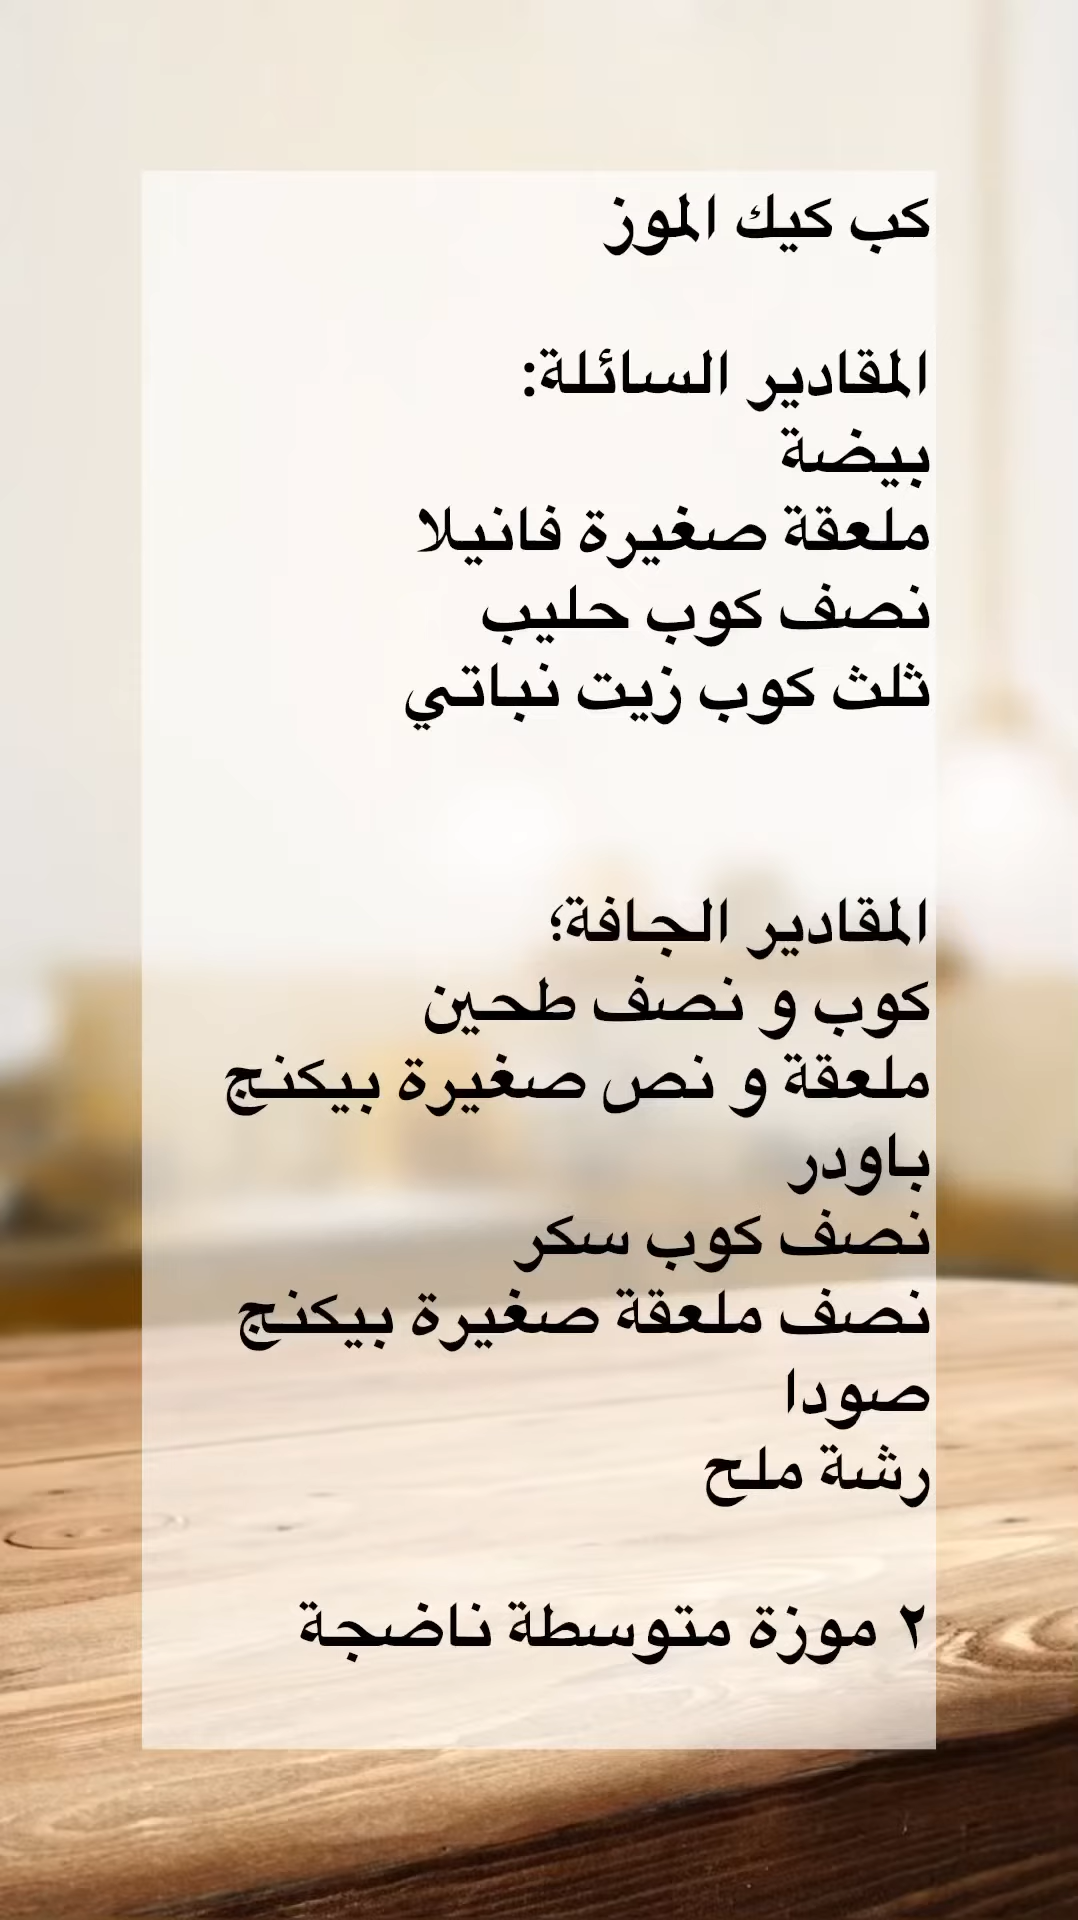 كب كيك الموز
المقادير السائلة:
بيضة
ملعقة صغيرة فانيلا
نصف كوب حليب
ثلث كوب زيت نباتي
المقادير الجافة؛
كوب و نصف طحين
ملعقة و نص صغيرة بيكنج
باودر
نصف كوب سكر
نصف ملعقة صغيرة بيكنج
صودا
رشة ملح
٢ موزة متوسطة ناضجة